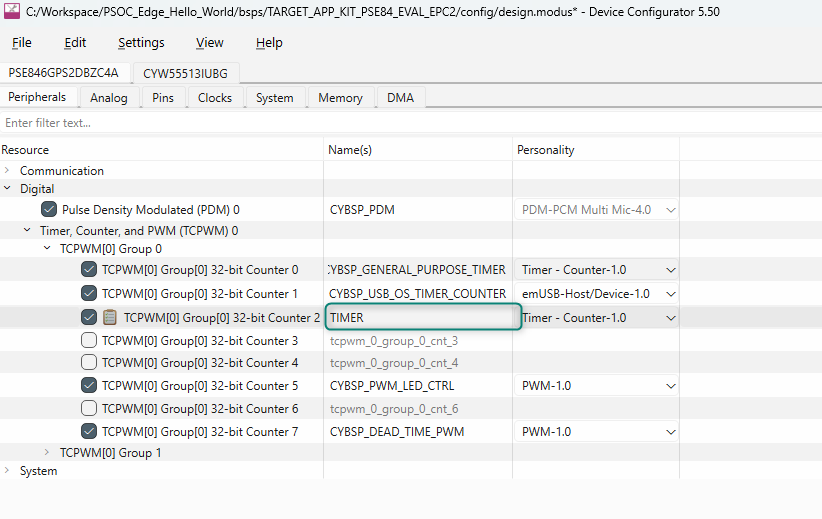 C:/Workspace/PSOC_Edge_Hello_World/bsps/TARGET_APP_KIT_PSE84_EVAL_EPC2/config/design.modus* - Device Configurator 5.50
File Edit Settings View Help
PSE846GPS2DBZC4A CYW55513IUBG
Peripherals Analog Pins Clocks System Memory DMA
Enter filter text...
Resource Name(s) Personality
Communication
Digital
Pulse Density Modulated (PDM) 0 CYBSP_PDM PDM-PCM Multi Mic-4.0
Timer, Counter, and PWM (TCPWM) 0
TCPWM[0] Group 0
TCPWM[0] Group[0] 32-bit Counter 0 CYBSP_GENERAL_PURPOSE_TIMER Timer - Counter-1.0
TCPWM[0] Group[0] 32-bit Counter 1 CYBSP_USB_OS_TIMER_COUNTER emUSB-Host/Device-1.0
TCPWM[0] Group[0] 32-bit Counter 2 TIMER Timer - Counter-1.0
TCPWM[0] Group[0] 32-bit Counter 3 tcpwm_0_group_0_cnt_3
TCPWM[0] Group[0] 32-bit Counter 4 tcpwm_0_group_0_cnt_4
TCPWM[0] Group[0] 32-bit Counter 5 CYBSP_PWM_LED_CTRL PWM-1.0
TCPWM[0] Group[0] 32-bit Counter 6 tcpwm_0_group_0_cnt_6
TCPWM[0] Group[0] 32-bit Counter 7 CYBSP_DEAD_TIME_PWM PWM-1.0
TCPWM[0] Group 1
System